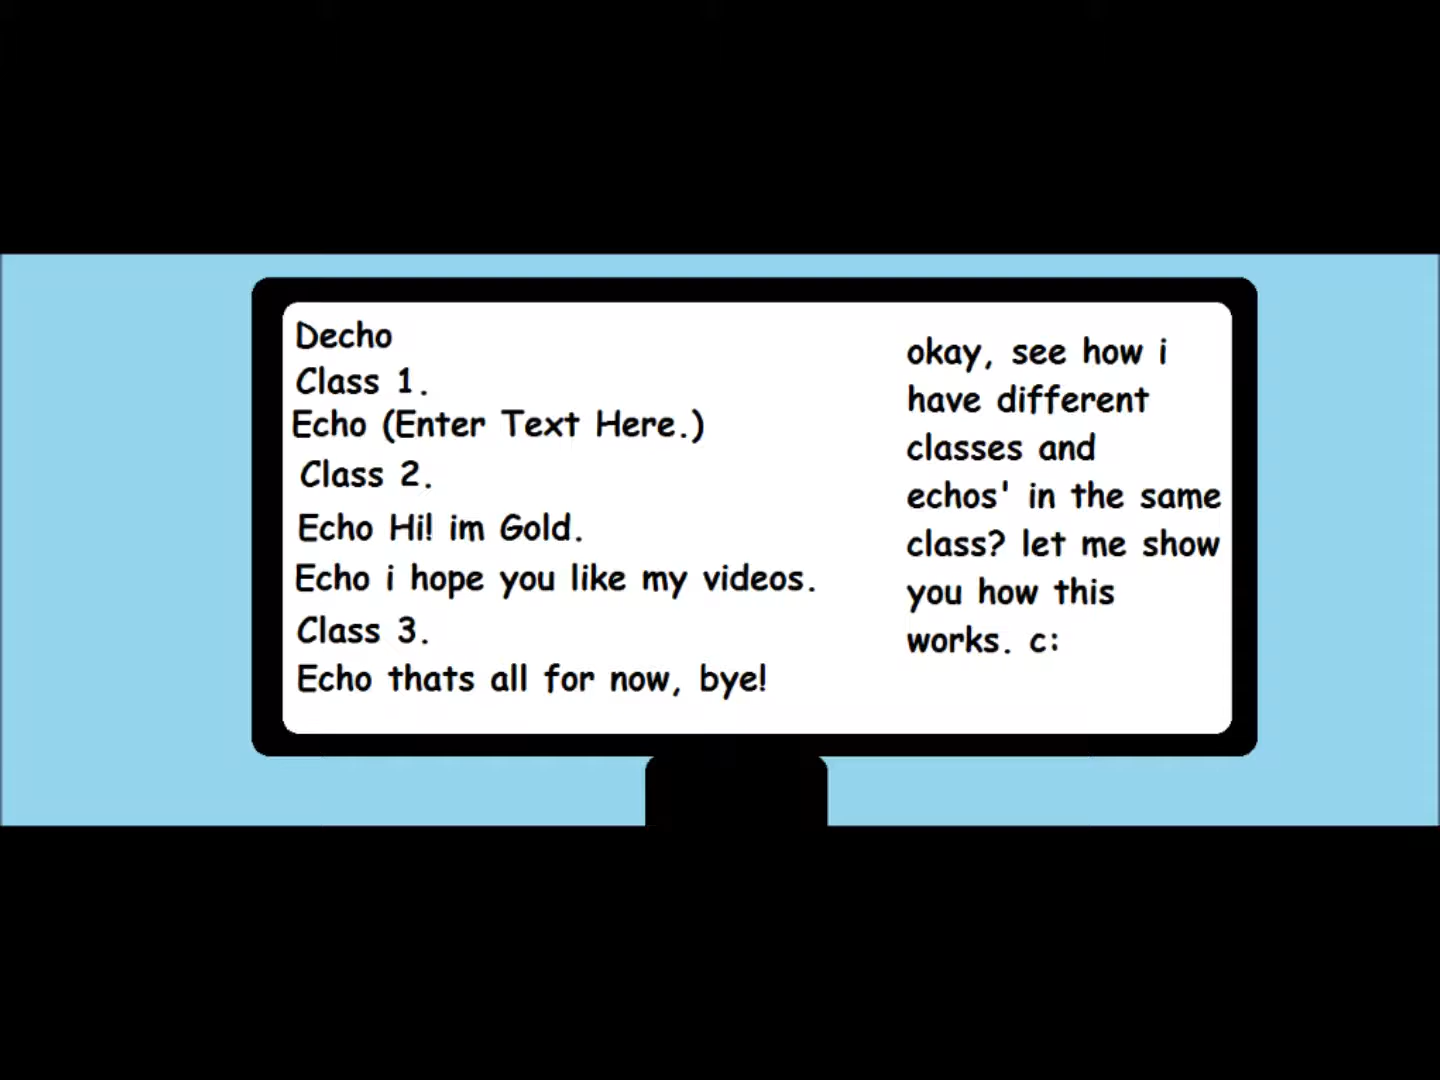 Decho
Class 1.
Echo (Enter Text Here.)
Class 2.
Echo Hi! im Gold.
Echo i hope you like my videos.
Class 3.
Echo thats all for now, bye!
okay, see how i
have different
classes and
echos' in the same
class? let me show
you how this
works. c: